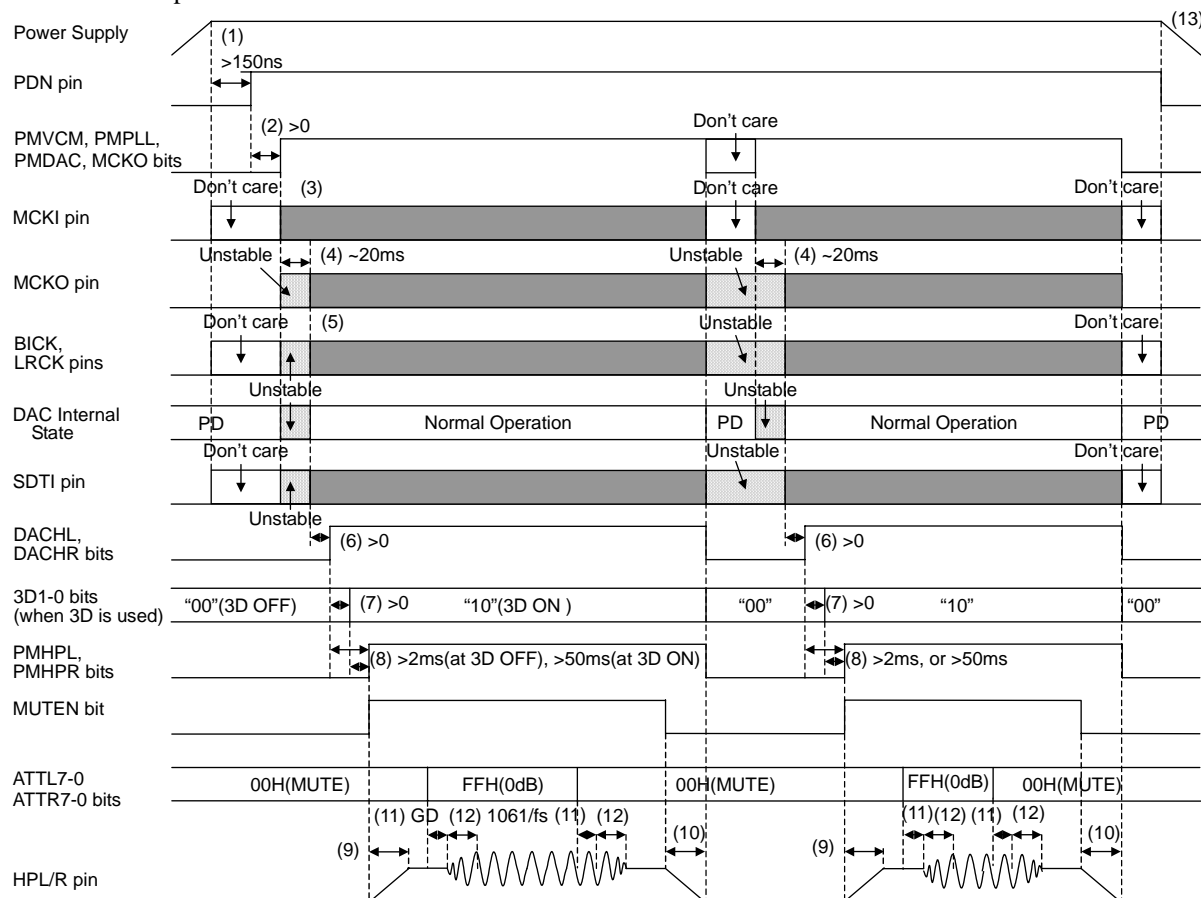 Power Supply
(1)
(13)
>150ns
PDN pin
(2) >0
Don't care
PMVCM, PMPLL,
PMDAC, MCKO bits
Don't care
(3)
Don't care
Don't care
MCKI pin
Unstable
(4) ~20ms
Unstable
(4) ~20ms
MCKO pin
Don't care
(5)
Unstable
Don't care
BICK,
LRCK pins
Unstable
Unstable
DAC Internal
State
PD
Normal Operation
PD
Normal Operation
PD
Don't care
Unstable
Don't care
SDTI pin
Unstable
DACHL,
DACHR bits
(6) >0
(6) >0
3D1-0 bits
(when 3D is used)
“00”(3D OFF)
(7) >0
“10”(3D ON )
“00”
(7) >0
“10”
“00”
PMHPL,
PMHPR bits
(8) >2ms(at 3D OFF), >50ms(at 3D ON)
(8) >2ms, or >50ms
MUTEN bit
ATTL7-0
ATTR7-0 bits
00H(MUTE)
FFH(0dB)
00H(MUTE)
FFH(0dB)
00H(MUTE)
(11) GD
(12) 1061/fs
(11)
(12)
(11)
(12)
(11)
(12)
(9)
(10)
(9)
(10)
HPL/R pin